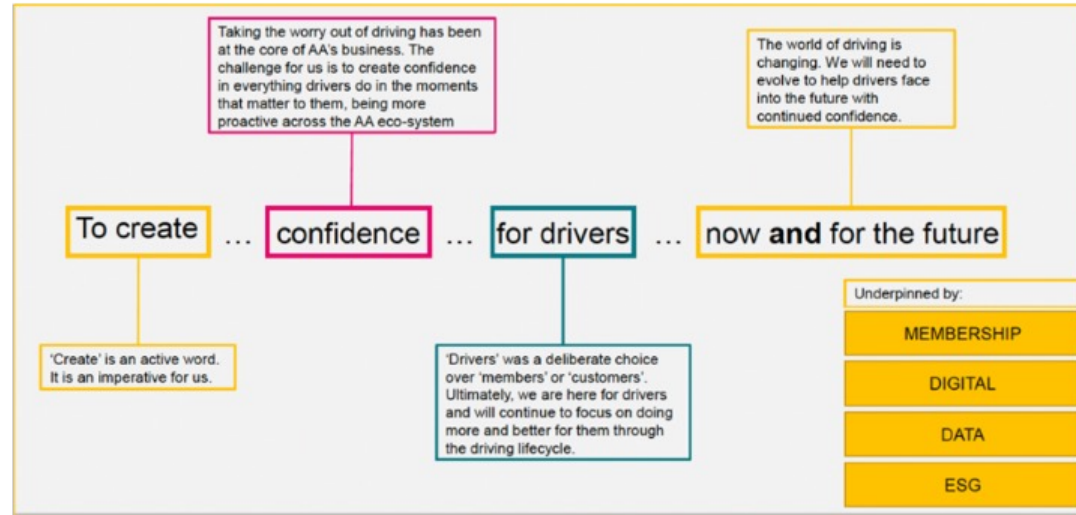 Taking the worry out of driving has been
at the core of AA's business. The
challenge for us is to create confidence
in everything drivers do in the moments
that matter to them, being more
proactive across the AA eco-system
The world of driving is
changing. We will need to
evolve to help drivers face
into the future with
continued confidence.
To create ... confidence ... for drivers ... now and for the future
'Create' is an active word.
It is an imperative for us.
'Drivers' was a deliberate choice
over 'members' or 'customers'.
Ultimately, we are here for drivers
and will continue to focus on doing
more and better for them through
the driving lifecycle.
Underpinned by:
MEMBERSHIP
DIGITAL
DATA
ESG